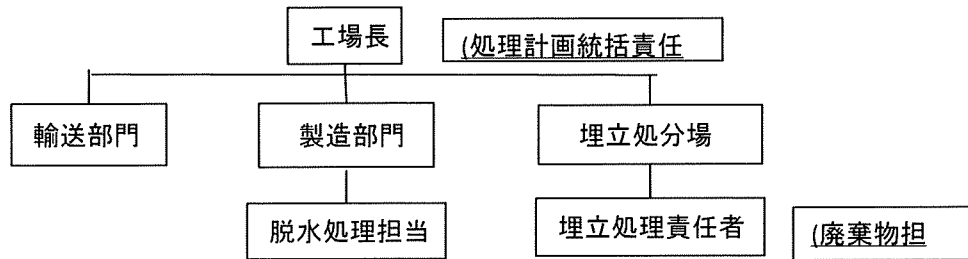 工場長
(処理計画統括責任
輸送部門
製造部門
埋立処分場
脱水処理担当
埋立処理責任者
(廃棄物担